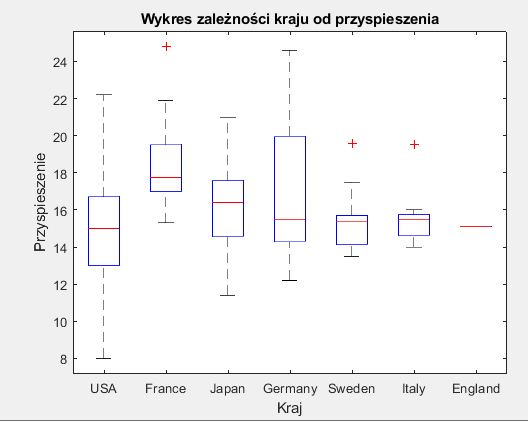 Wykres zależności kraju od przyspieszenia
Przyspieszenie
24
22
20
18
16
14
12
10
8
USA France Japan Germany Sweden Italy England
Kraj